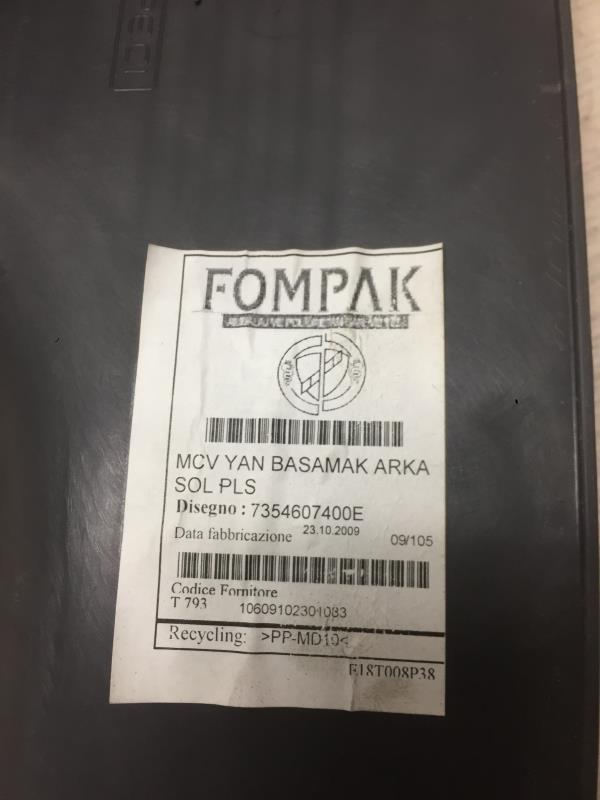 FOMPAK
MCV YAN BASAMAK ARKA
SOL PLS
Disegno : 7354607400E
Data fabbricazione 23.10.2009 09/105
Codice Fornitore
T 793 10609102301083
Recycling: >PP-MD10<
E18T008P38